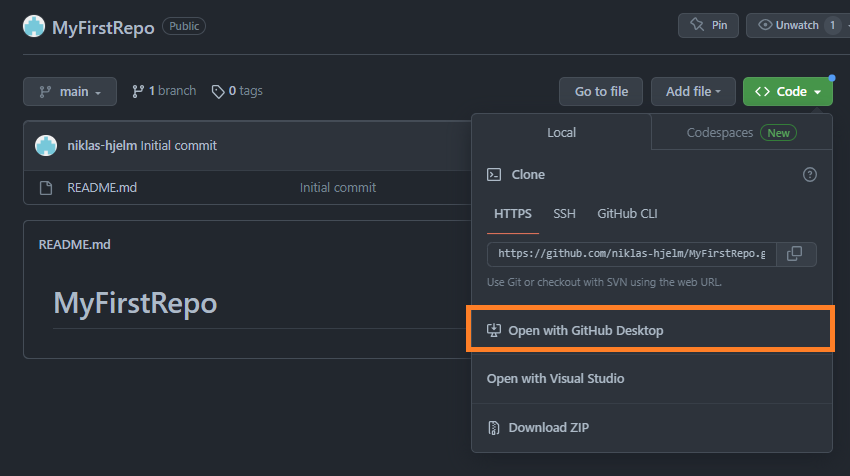 MyFirstRepo Public Pin Unwatch 1
main 1 branch 0 tags Go to file Add file <> Code
niklas-hjelm Initial commit
README.md Initial commit
README.md
MyFirstRepo
Local Codespaces New
Clone
HTTPS SSH GitHub CLI
https://github.com/niklas-hjelm/MyFirstRepo.g
Use Git or checkout with SVN using the web URL.
Open with GitHub Desktop
Open with Visual Studio
Download ZIP